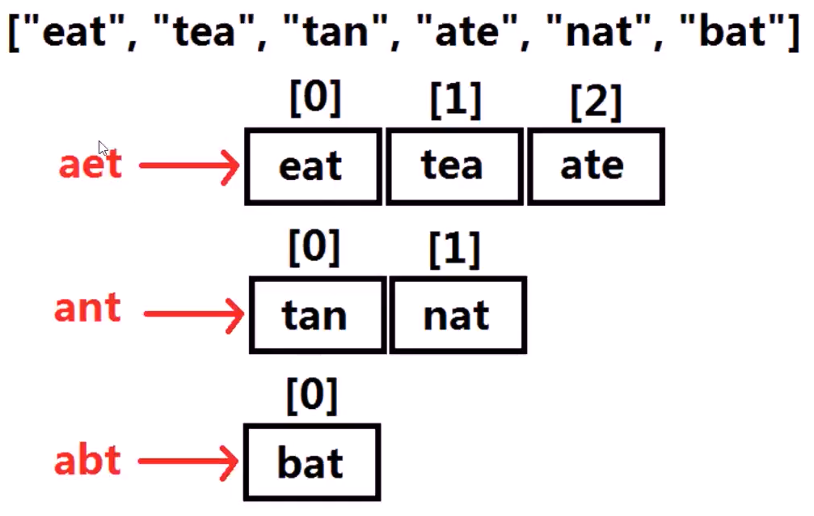 ["eat", "tea", "tan", "ate", "nat", "bat"]
[0] [1] [2]
aet eat tea ate
[0] [1]
ant tan nat
[0]
abt bat